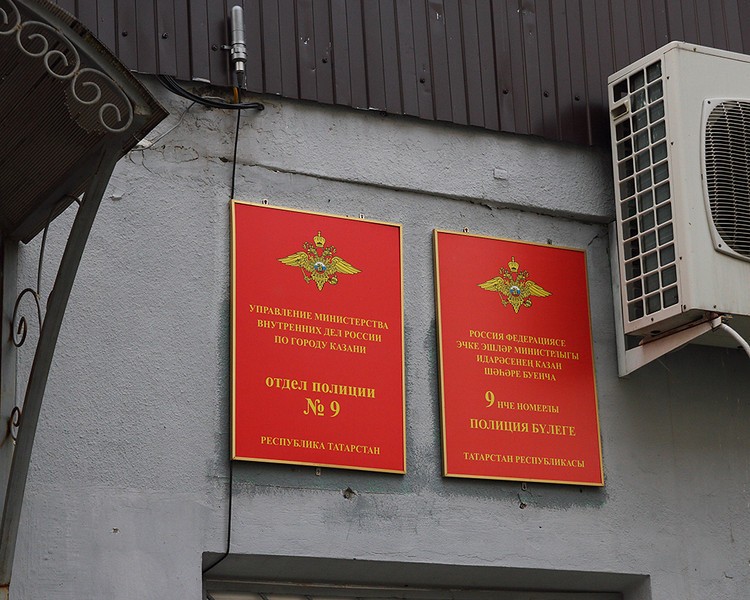 УПРАВЛЕНИЕ МИНИСТЕРСТВА
ВНУТРЕННИХ ДЕЛ РОССИИ
ПО ГОРОДУ КАЗАНИ
ОТДЕЛ ПОЛИЦИИ
№ 9
РЕСПУБЛИКА ТАТАРСТАН
РОССИЯ ФЕДЕРАЦИЯСЕ
ЭЧКЕ ЭШЛӘР МИНИСТРЛЫГЫ
ИДАРӘСЕНЕҢ КАЗАН
ШӘҺӘРЕ БУЕНЧА
9 НЧЕ НОМЕРЛЫ
ПОЛИЦИЯ БҮЛЕГЕ
ТАТАРСТАН РЕСПУБЛИКАСЫ